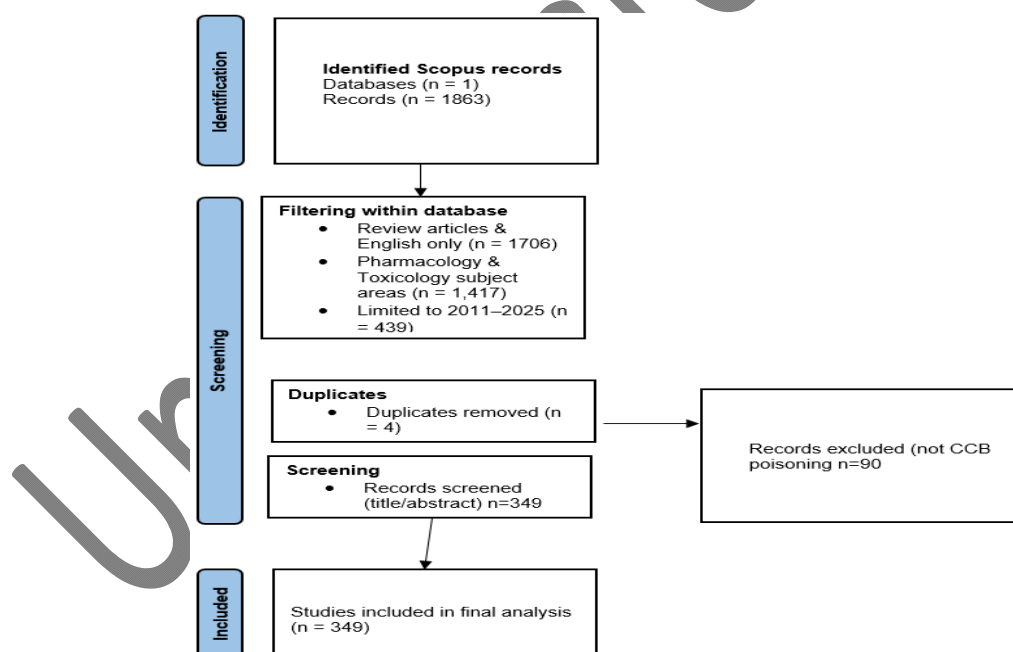 Identification
Identified Scopus records
Databases (n = 1)
Records (n = 1863)
Screening
Filtering within database
• Review articles &
English only (n = 1706)
• Pharmacology &
Toxicology subject
areas (n = 1,417)
• Limited to 2011–2025 (n
= 439)
Duplicates
• Duplicates removed (n
= 4)
Records excluded (not CCB
poisoning n=90
Screening
• Records screened
(title/abstract) n=349
Included
Studies included in final analysis
(n = 349)